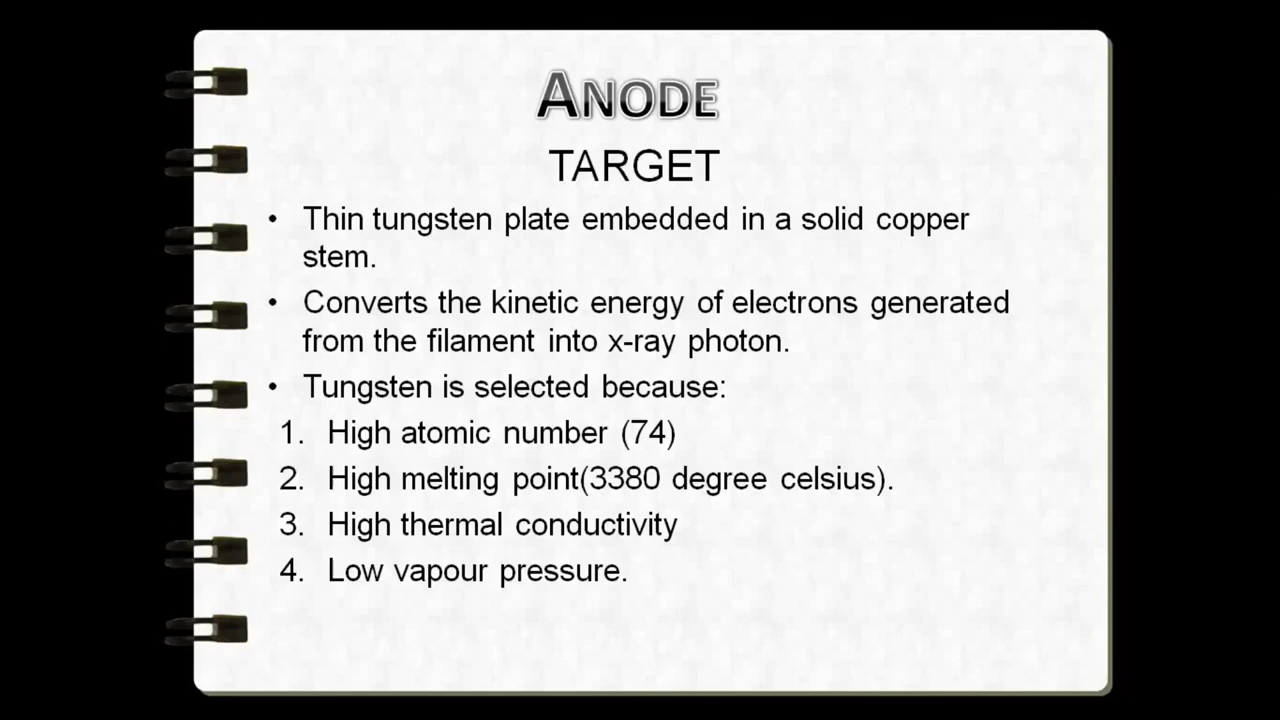 ANODE
TARGET
• Thin tungsten plate embedded in a solid copper
stem.
• Converts the kinetic energy of electrons generated
from the filament into x-ray photon.
• Tungsten is selected because:
1. High atomic number (74)
2. High melting point(3380 degree celsius).
3. High thermal conductivity
4. Low vapour pressure.